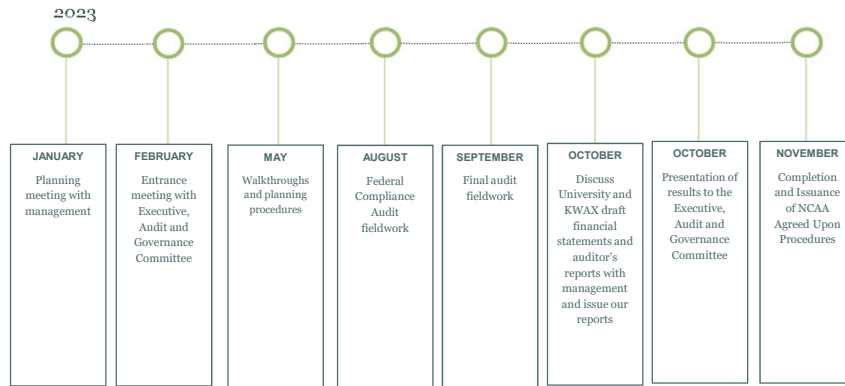 2023
JANUARY
Planning
meeting with
management
FEBRUARY
Entrance
meeting with
Executive,
Audit and
Governance
Committee
MAY
Walkthroughs
and planning
procedures
AUGUST
Federal
Compliance
Audit
fieldwork
SEPTEMBER
Final audit
fieldwork
OCTOBER
Discuss
University and
KWAX draft
financial
statements and
auditor's
reports with
management
and issue our
reports
OCTOBER
Presentation of
results to the
Executive,
Audit and
Governance
Committee
NOVEMBER
Completion
and Issuance
of NCAA
Agreed Upon
Procedures